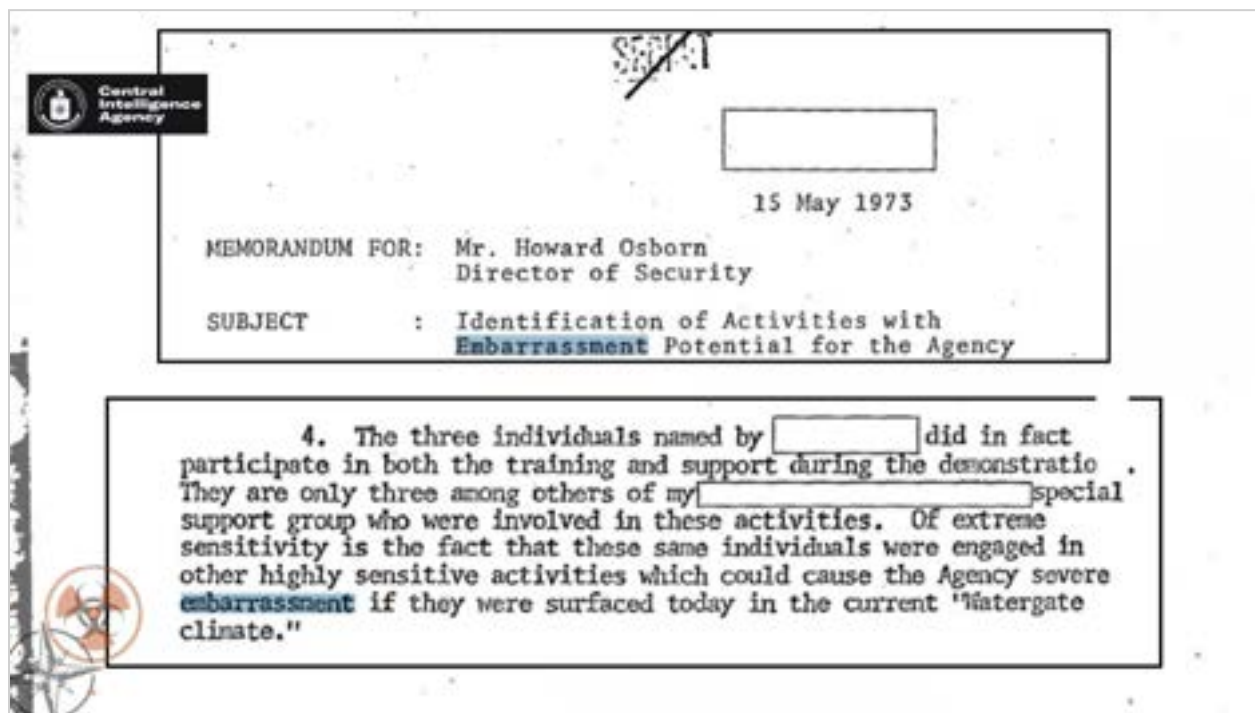 SECRET
Central
Intelligence
Agency
15 May 1973
MEMORANDUM FOR: Mr. Howard Osborn
Director of Security
SUBJECT : Identification of Activities with
Embarrassment Potential for the Agency
4. The three individuals named by did in fact
participate in both the training and support during the demonstratio .
They are only three among others of my special
support group who were involved in these activities. Of extreme
sensitivity is the fact that these same individuals were engaged in
other highly sensitive activities which could cause the Agency severe
embarrassment if they were surfaced today in the current "Watergate
climate."